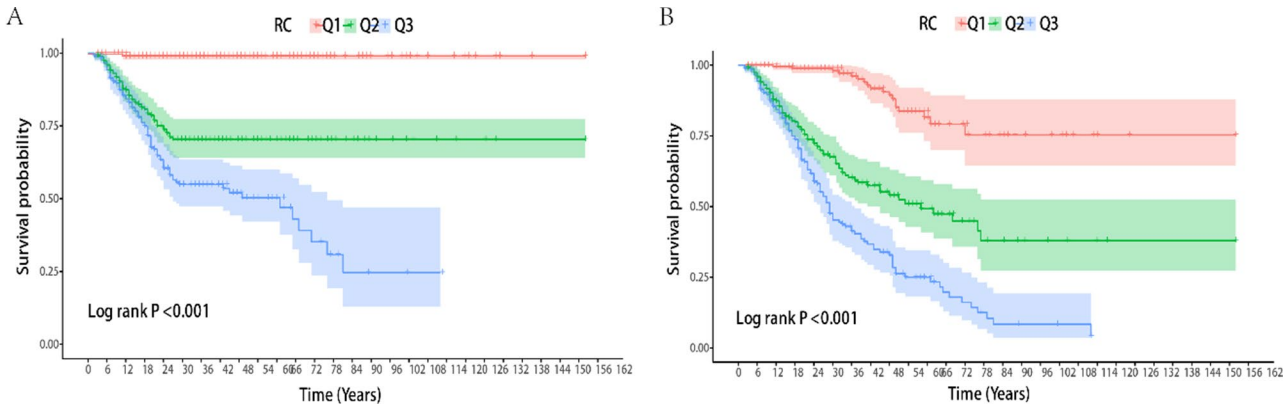 A
RC Q1 Q2 Q3
Survival probability
1.00
0.75
0.50
0.25
0.00
Log rank P <0.001
0 6 12 18 24 30 36 42 48 54 60 66 72 78 84 90 96 102 108 114 120 126 132 138 144 150 156 162
Time (Years)
B
RC Q1 Q2 Q3
Survival probability
1.00
0.75
0.50
0.25
0.00
Log rank P <0.001
0 6 12 18 24 30 36 42 48 54 60 66 72 78 84 90 96 102 108 114 120 126 132 138 144 150 156 162
Time (Years)